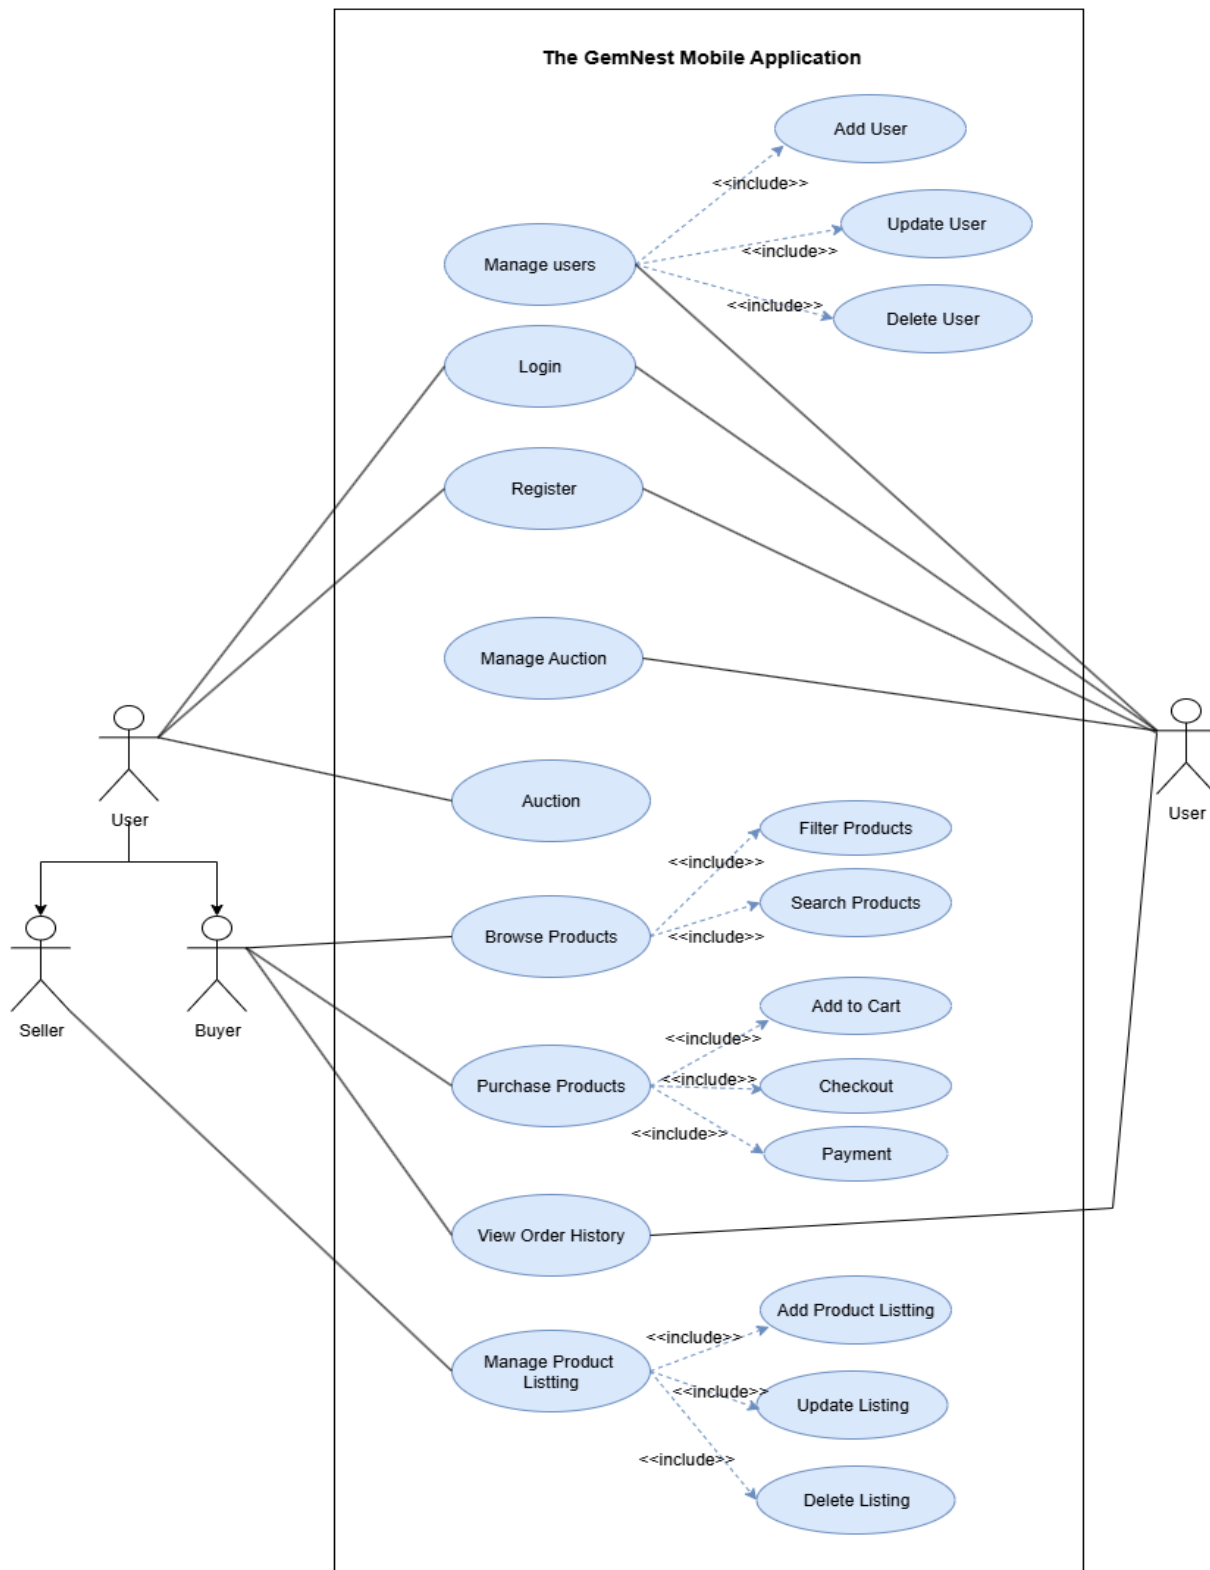 The GemNest Mobile Application
Add User
<<include>>
Update User
<<include>>
Manage users
Delete User
<<include>>
Login
Register
Manage Auction
Auction
User
User
Filter Products
<<include>>
Search Products
<<include>>
Browse Products
Seller
Buyer
Add to Cart
<<include>>
Purchase Products
<<include>>
Checkout
<<include>>
Payment
View Order History
Add Product Listting
<<include>>
Manage Product
Listting
<<include>>
Update Listing
<<include>>
Delete Listing